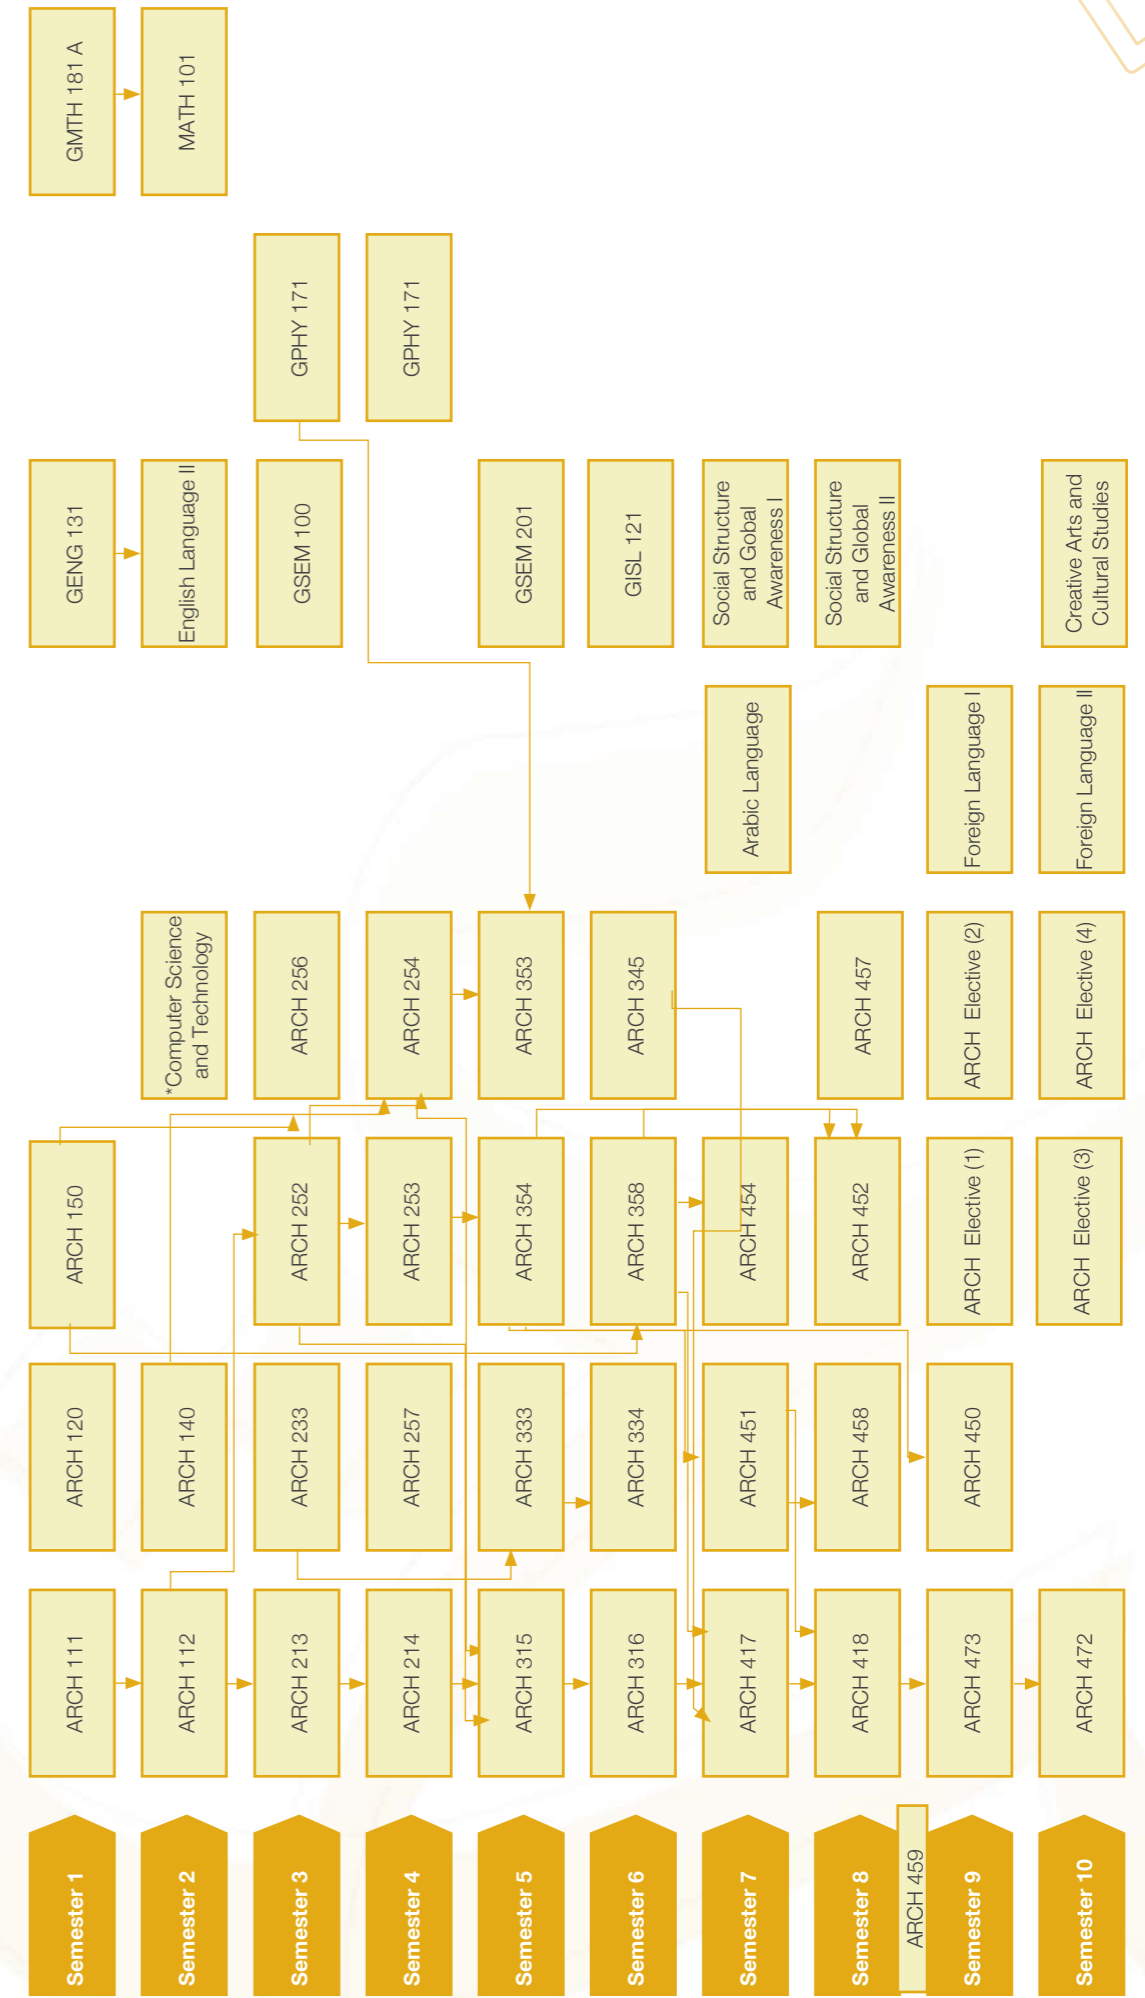 Semester 1
ARCH 111
ARCH 120
ARCH 150
GENG 131
GMTH 181 A
Semester 2
ARCH 112
ARCH 140
*Computer Science
and Technology
English Language II
MATH 101
Semester 3
ARCH 213
ARCH 233
ARCH 252
ARCH 256
GSEM 100
GPHY 171
Semester 4
ARCH 214
ARCH 257
ARCH 253
ARCH 254
GPHY 171
Semester 5
ARCH 315
ARCH 333
ARCH 354
ARCH 353
GSEM 201
Semester 6
ARCH 316
ARCH 334
ARCH 358
ARCH 345
GISL 121
Semester 7
ARCH 417
ARCH 451
ARCH 454
Arabic Language
Social Structure
and Gobal
Awareness I
Semester 8
ARCH 418
ARCH 458
ARCH 452
ARCH 457
Social Structure
and Global
Awareness II
ARCH 459
Semester 9
ARCH 473
ARCH 450
ARCH Elective (1)
ARCH Elective (2)
Foreign Language I
Semester 10
ARCH 472
ARCH Elective (3)
ARCH Elective (4)
Foreign Language II
Creative Arts and
Cultural Studies